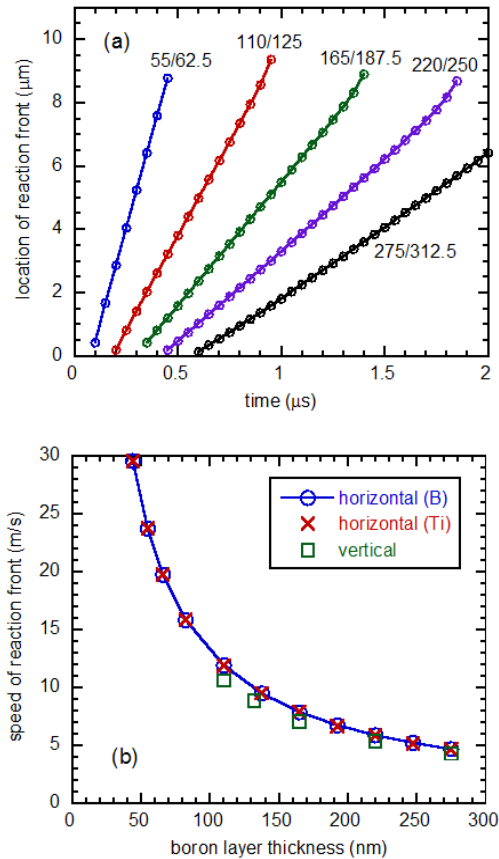 (a)
55/62.5
110/125
165/187.5
220/250
275/312.5
location of reaction front (μm)
10
8
6
4
2
0
0 0.5 1 1.5 2
time (μs)
speed of reaction front (m/s)
30
25
20
15
10
5
0
horizontal (B)
horizontal (Ti)
vertical
(b)
0 50 100 150 200 250 300
boron layer thickness (nm)